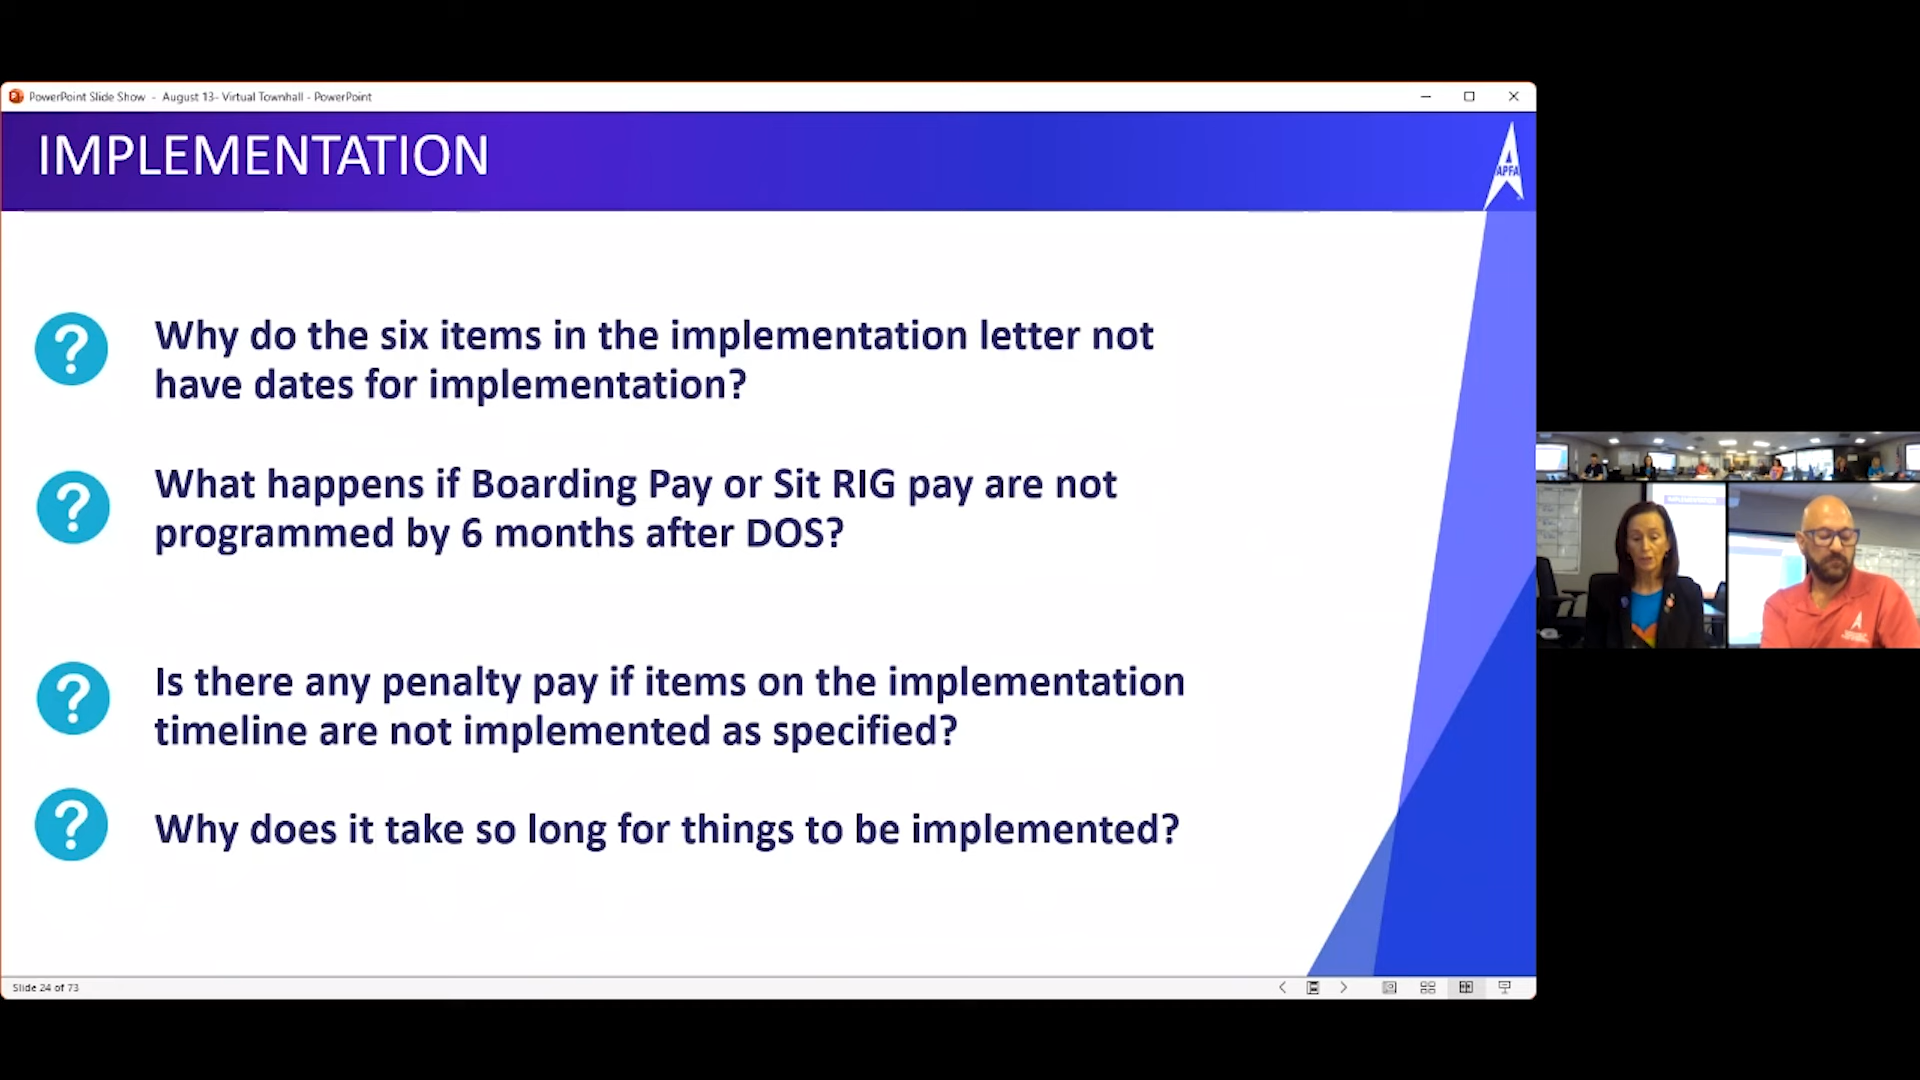 PowerPoint Slide Show - August 13- Virtual Townhall - PowerPoint
IMPLEMENTATION
APFA
Why do the six items in the implementation letter not
have dates for implementation?
What happens if Boarding Pay or Sit RIG pay are not
programmed by 6 months after DOS?
Is there any penalty pay if items on the implementation
timeline are not implemented as specified?
Why does it take so long for things to be implemented?
Slide 24 of 73